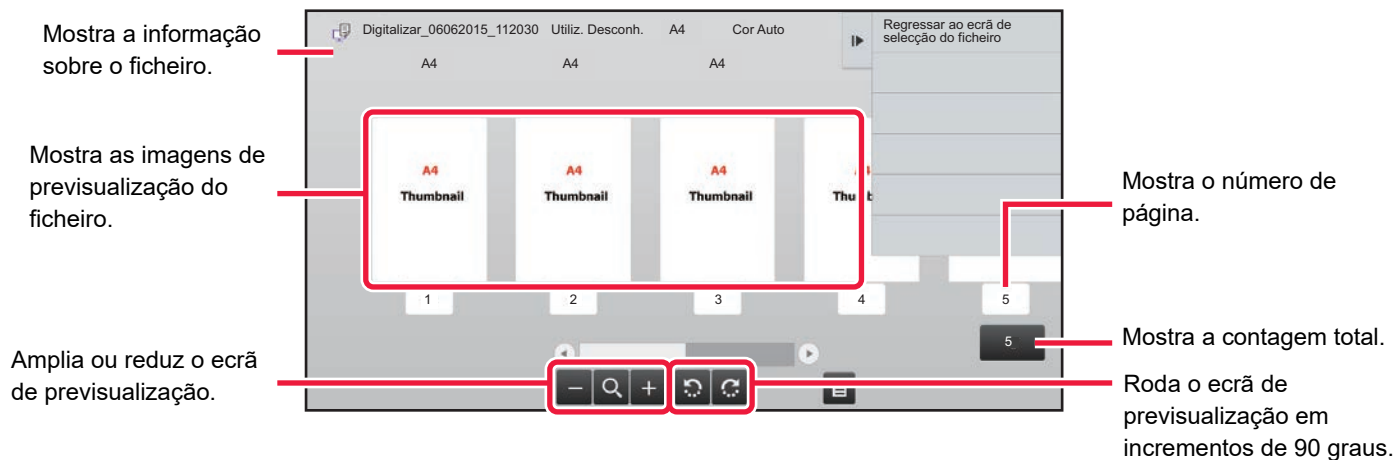 Mostra a informação
sobre o ficheiro.
Digitalizar_06062015_112030 Utiliz. Desconh. A4 Cor Auto
Regressar ao ecrã de
selecção do ficheiro
A4 A4 A4
Mostra as imagens de
previsualização do
ficheiro.
A4 A4 A4
Thumbnail Thumbnail Thumbnail
Mostra o número de
página.
1 2 3 4 5
5
Mostra a contagem total.
Amplia ou reduz o ecrã
de previsualização.
Roda o ecrã de
previsualização em
incrementos de 90 graus.